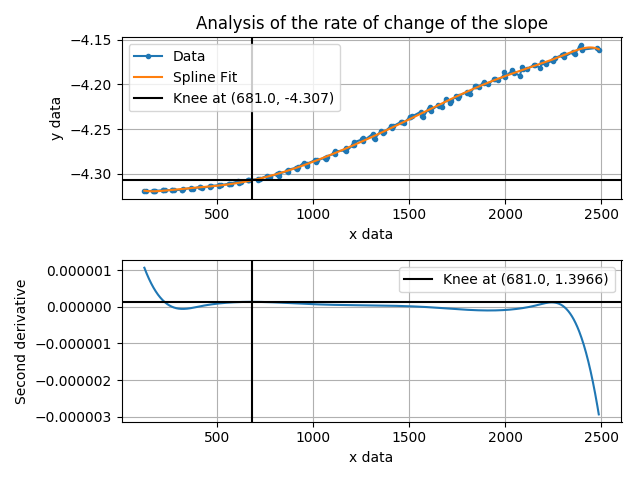 Analysis of the rate of change of the slope
−4.15
−4.20
−4.25
−4.30
y data
Data
Spline Fit
Knee at (681.0, -4.307)
500 1000 1500 2000 2500
x data
0.000001
0.000000
−0.000001
−0.000002
−0.000003
Second derivative
Knee at (681.0, 1.3966)
500 1000 1500 2000 2500
x data